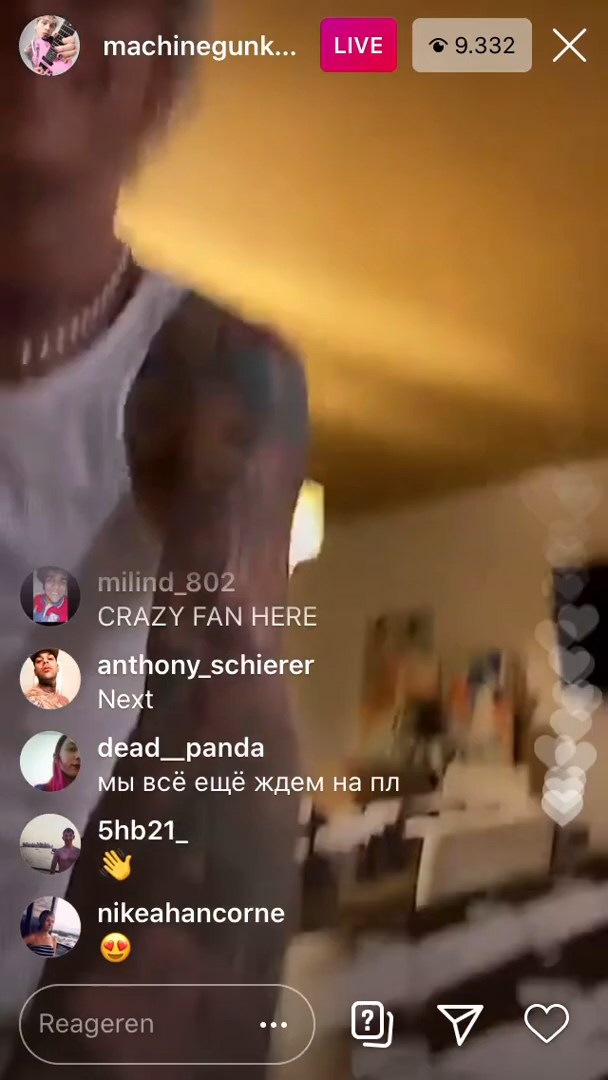 machinegunk...
LIVE
9.332
milind_802
CRAZY FAN HERE
anthony_schierer
Next
dead__panda
мы всё ещё ждем на пл
5hb21_
👋
nikeahancorne
😍
Reageren